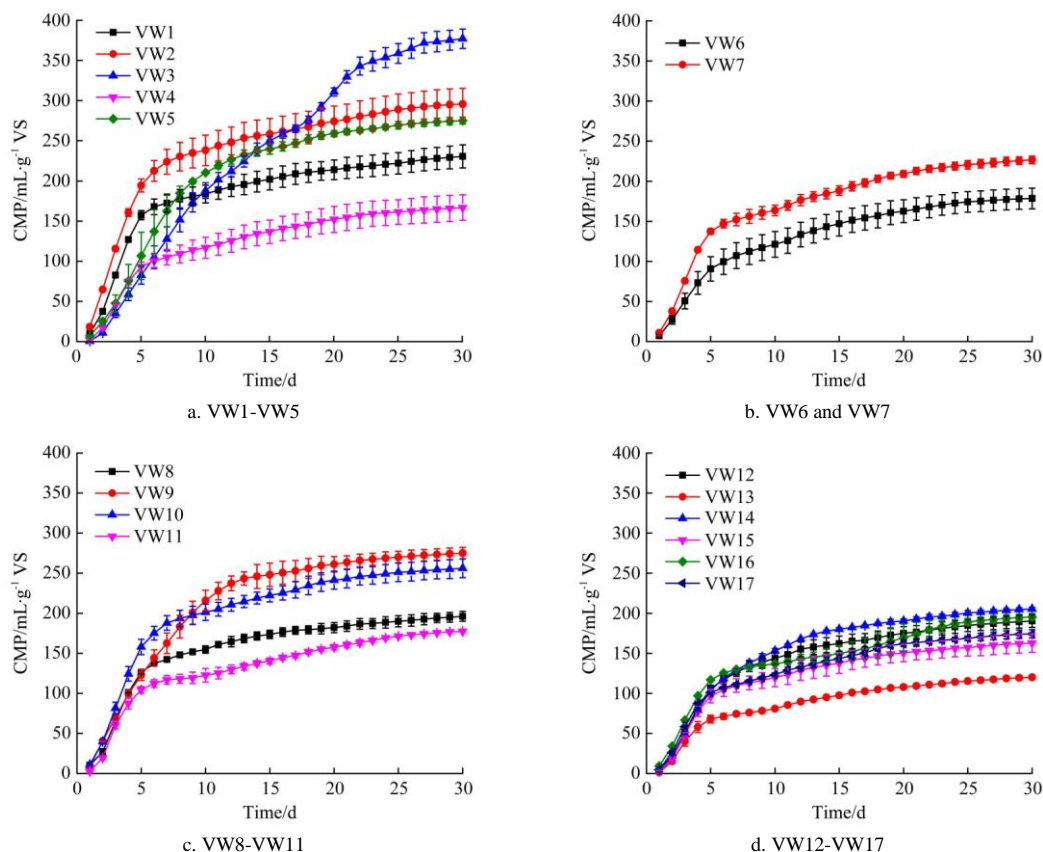 400
350
300
250
200
150
100
50
0
CMP/mL·g⁻¹ VS
VW1
VW2
VW3
VW4
VW5
0 5 10 15 20 25 30
Time/d
a. VW1-VW5
400
350
300
250
200
150
100
50
0
CMP/mL·g⁻¹ VS
VW6
VW7
0 5 10 15 20 25 30
Time/d
b. VW6 and VW7
400
350
300
250
200
150
100
50
0
CMP/mL·g⁻¹ VS
VW8
VW9
VW10
VW11
0 5 10 15 20 25 30
Time/d
c. VW8-VW11
400
350
300
250
200
150
100
50
0
CMP/mL·g⁻¹ VS
VW12
VW13
VW14
VW15
VW16
VW17
0 5 10 15 20 25 30
Time/d
d. VW12-VW17